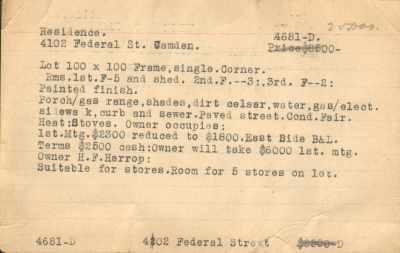 Residence.
4102 Federal St. Camden.
4681-D.
Price $8500-
Lot 100 x 100 Frame,single.Corner.
Rms.1st.F-5 and shed. 2nd.F.--3:,3rd. F--2:
Painted finish.
Porch/gas range,shades,dirt celasr,water,gas/elect.
sidews k,curb and sewer.Paved street.Cond.Fair.
Heat:Stoves. Owner occupies:
1st.Mtg.$2300 reduced to $1800.East Side B&L.
Terms $2500 cash:Owner will take $6000 1st. mtg.
Owner H.F.Harrop:
Suitable for stores.Room for 5 stores on lot.
4681-D 4102 Federal Street -D